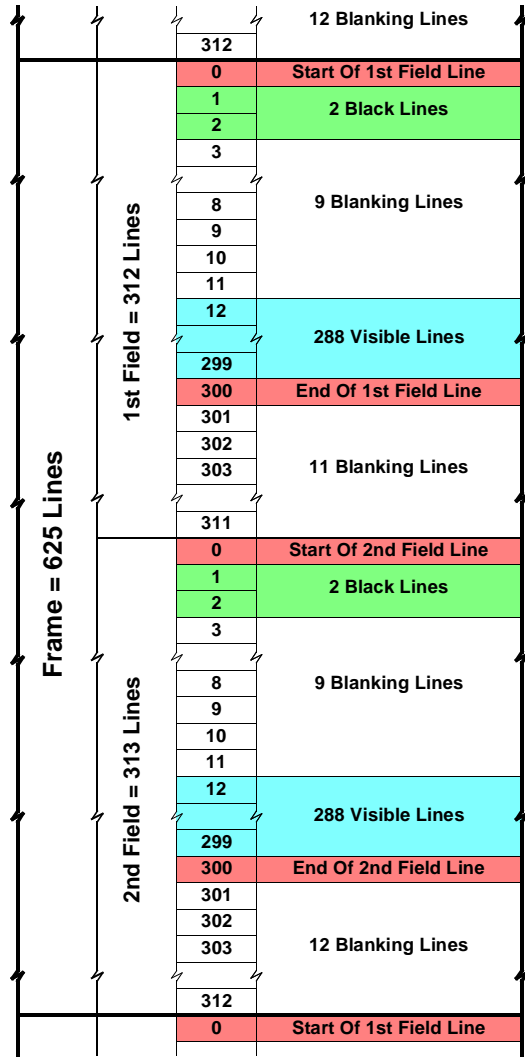 12 Blanking Lines
312
0 Start Of 1st Field Line
1
2 Black Lines
2
3
8 9 Blanking Lines
9
10
11
12
288 Visible Lines
299
300 End Of 1st Field Line
301
302
303 11 Blanking Lines
311
1st Field = 312 Lines
Frame = 625 Lines
0 Start Of 2nd Field Line
1
2 Black Lines
2
3
8 9 Blanking Lines
9
10
11
12
288 Visible Lines
299
300 End Of 2nd Field Line
301
302
303 12 Blanking Lines
312
2nd Field = 313 Lines
0 Start Of 1st Field Line